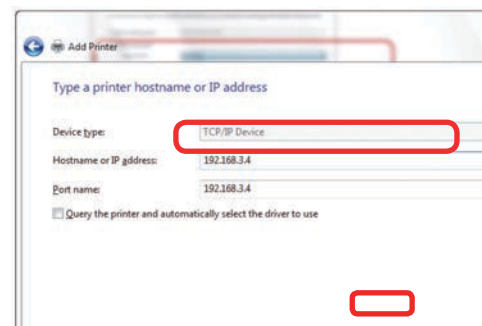 Add Printer
Type a printer hostname or IP address
Device type: TCP/IP Device
Hostname or IP address: 192.168.3.4
Port name: 192.168.3.4
Query the printer and automatically select the driver to use